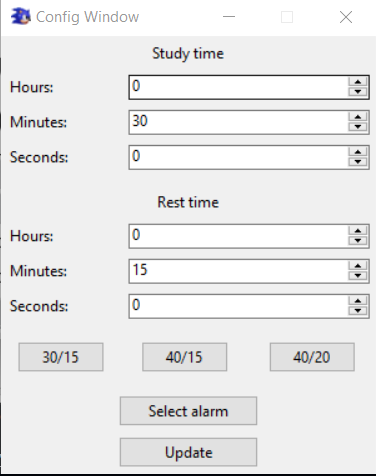 Config Window
Study time
Hours: 0
Minutes: 30
Seconds: 0
Rest time
Hours: 0
Minutes: 15
Seconds: 0
30/15 40/15 40/20
Select alarm
Update